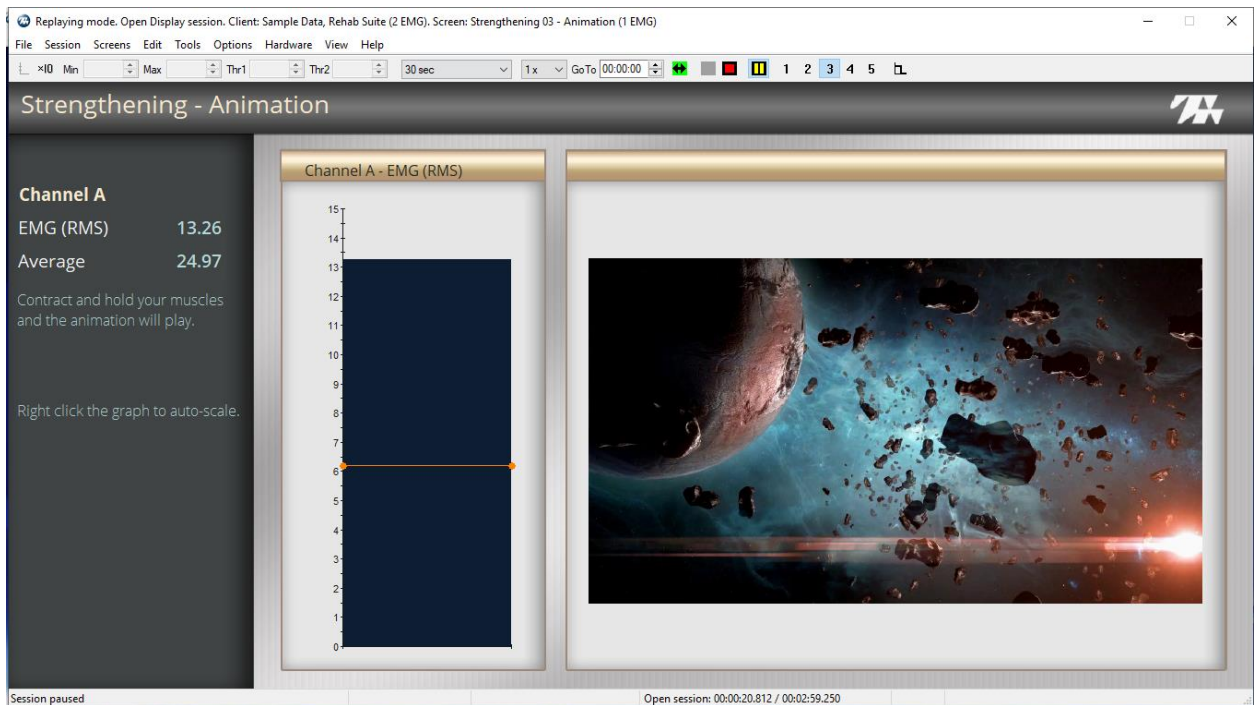 Replaying mode. Open Display session. Client: Sample Data, Rehab Suite (2 EMG). Screen: Strengthening 03 - Animation (1 EMG)
File Session Screens Edit Tools Options Hardware View Help
×10 Min Max Thr1 Thr2 30 sec 1 x GoTo 00:00:00 1 2 3 4 5
Strengthening - Animation
Channel A
EMG (RMS) 13.26
Average 24.97
Contract and hold your muscles
and the animation will play.
Right click the graph to auto-scale.
Channel A - EMG (RMS)
15
14
13
12
11
10
9
8
7
6
5
4
3
2
1
0
Session paused
Open session: 00:00:20.812 / 00:02:59.250